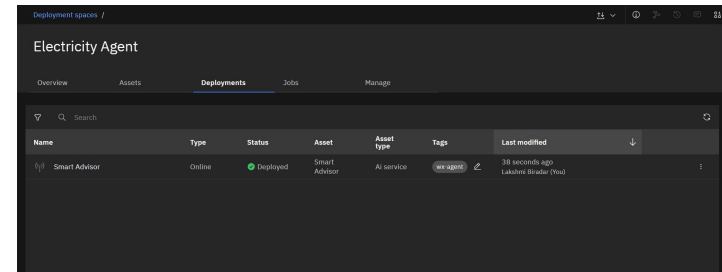 Deployment spaces /
Electricity Agent
Overview Assets Deployments Jobs Manage
Search
Name Type Status Asset Asset type Tags Last modified
Smart Advisor Online Deployed Smart Advisor Ai service wx-agent 38 seconds ago
Lakshmi Biradar (You)